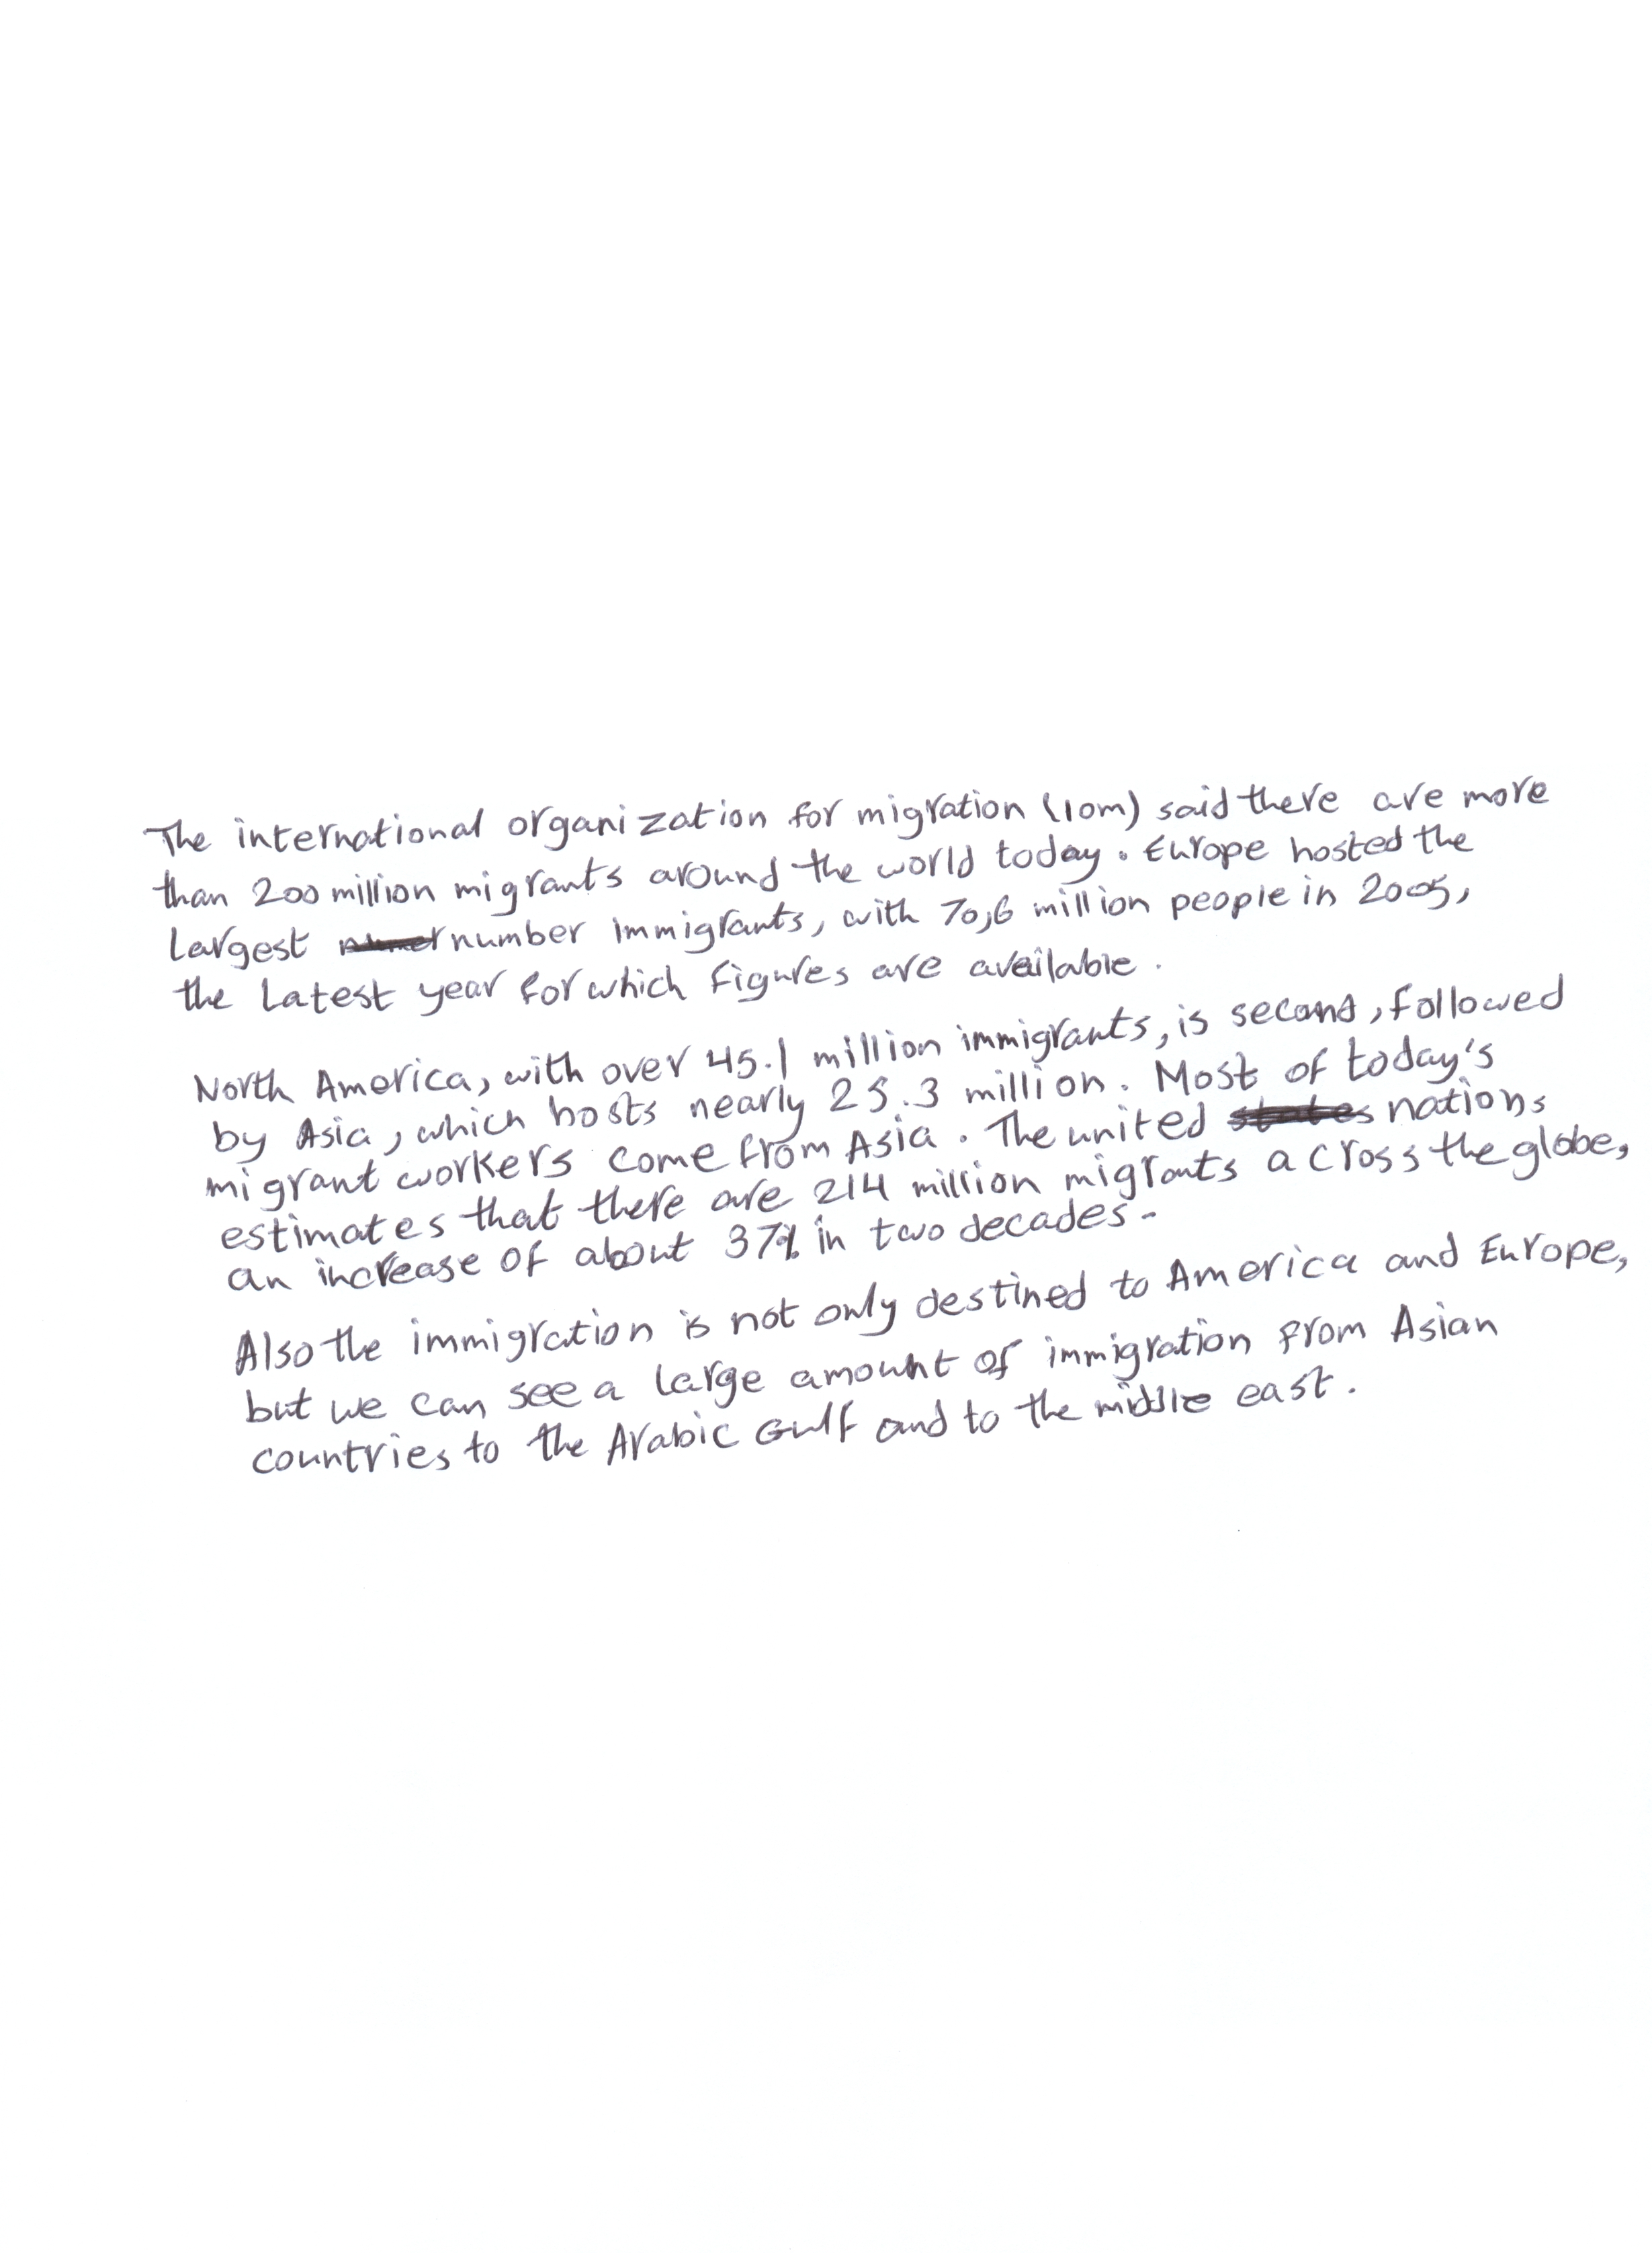 The international organization for migration (IOM) said there are more
than 200 million migrants around the world today. Europe hosted the
Largest number immigrants, with 70,6 million people in 2005,
the Latest year for which figures are available.
North America, with over 45.1 million immigrants, is second, followed
by Asia, which hosts nearly 25.3 million. Most of today's
migrant workers come from Asia. The united states nations
estimates that there are 214 million migrants across the globe,
an increase of about 37% in two decades-
Also the immigration is not only destined to America and Europe,
but we can see a large amount of immigration from Asian
countries to the Arabic Gulf and to the middle east.